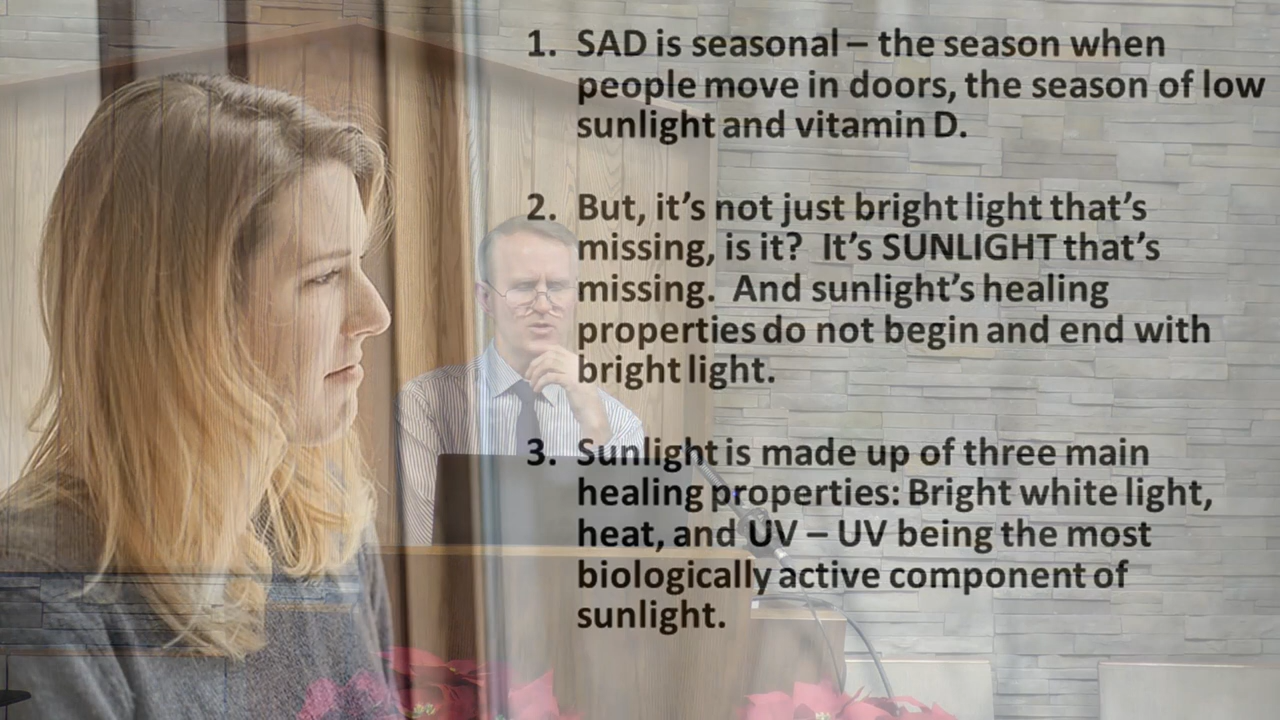 1. SAD is seasonal – the season when
people move in doors, the season of low
sunlight and vitamin D.
2. But, it's not just bright light that's
missing, is it? It's SUNLIGHT that's
missing. And sunlight's healing
properties do not begin and end with
bright light.
3. Sunlight is made up of three main
healing properties: Bright white light,
heat, and UV – UV being the most
biologically active component of
sunlight.